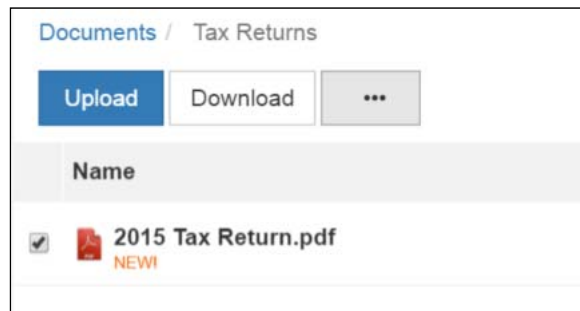 Documents / Tax Returns
Upload Download •••
Name
2015 Tax Return.pdf
NEW!